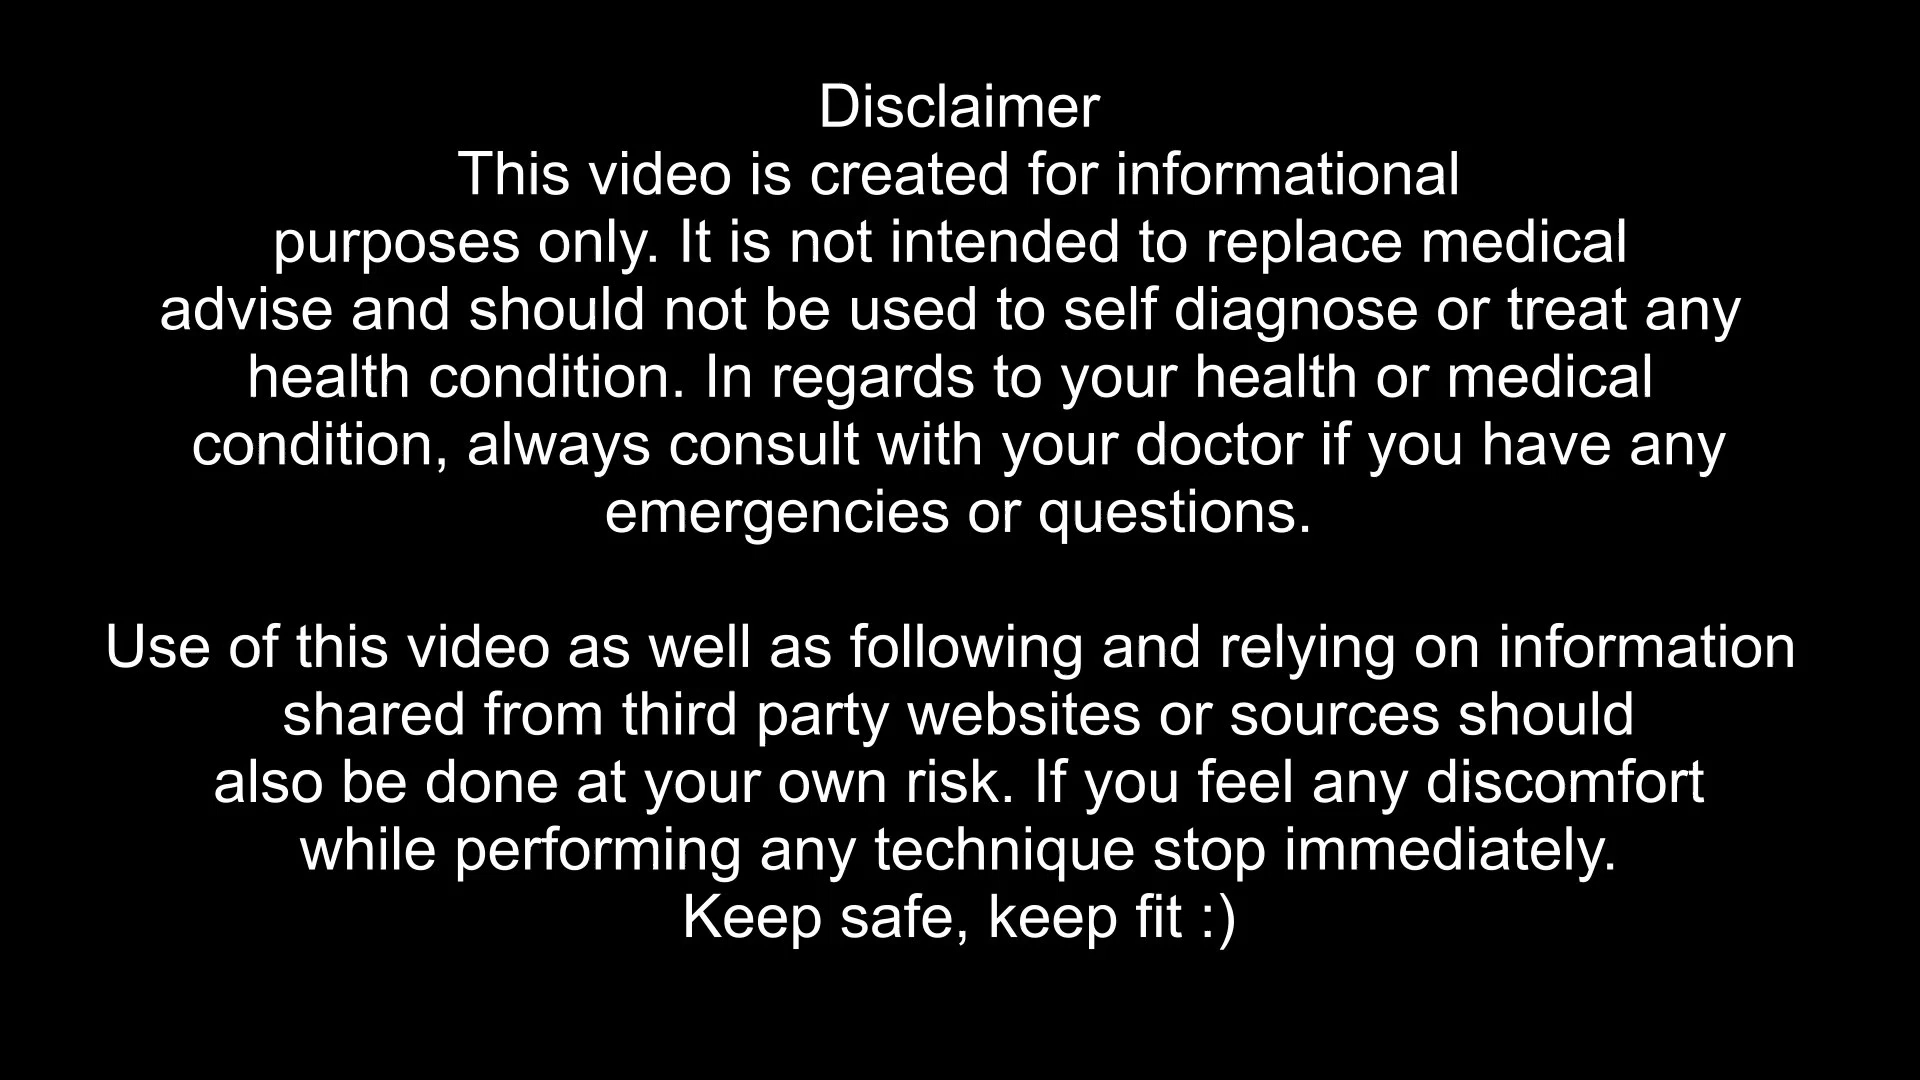 Disclaimer
This video is created for informational
purposes only. It is not intended to replace medical
advise and should not be used to self diagnose or treat any
health condition. In regards to your health or medical
condition, always consult with your doctor if you have any
emergencies or questions.
Use of this video as well as following and relying on information
shared from third party websites or sources should
also be done at your own risk. If you feel any discomfort
while performing any technique stop immediately.
Keep safe, keep fit :)